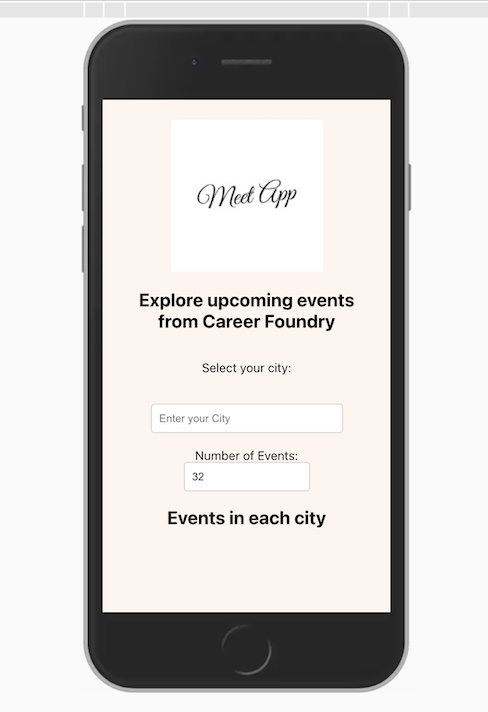 Meet App
Explore upcoming events
from Career Foundry
Select your city:
Enter your City
Number of Events:
32
Events in each city